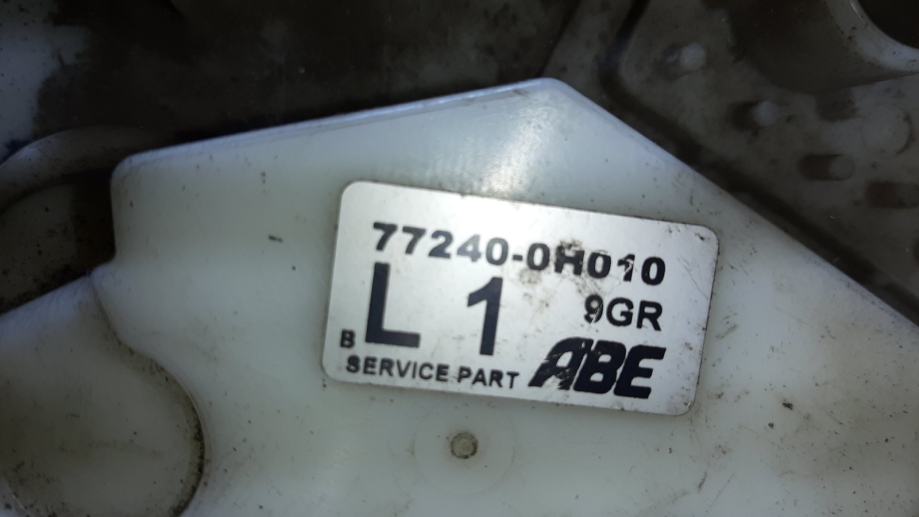 77240-0H010
9GR
B L 1
SERVICE PART ABE